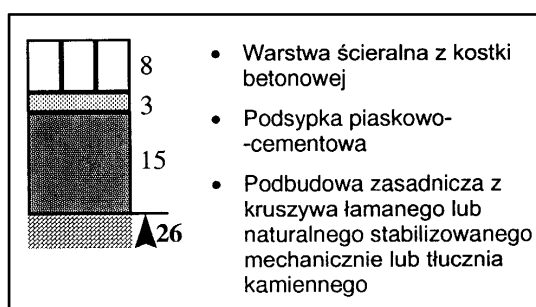 8
3
15
26
• Warstwa ścieralna z kostki
betonowej
• Podsypka piaskowo-
-cementowa
• Podbudowa zasadnicza z
kruszywa łamanego lub
naturalnego stabilizowanego
mechanicznie lub tłucznia
kamiennego